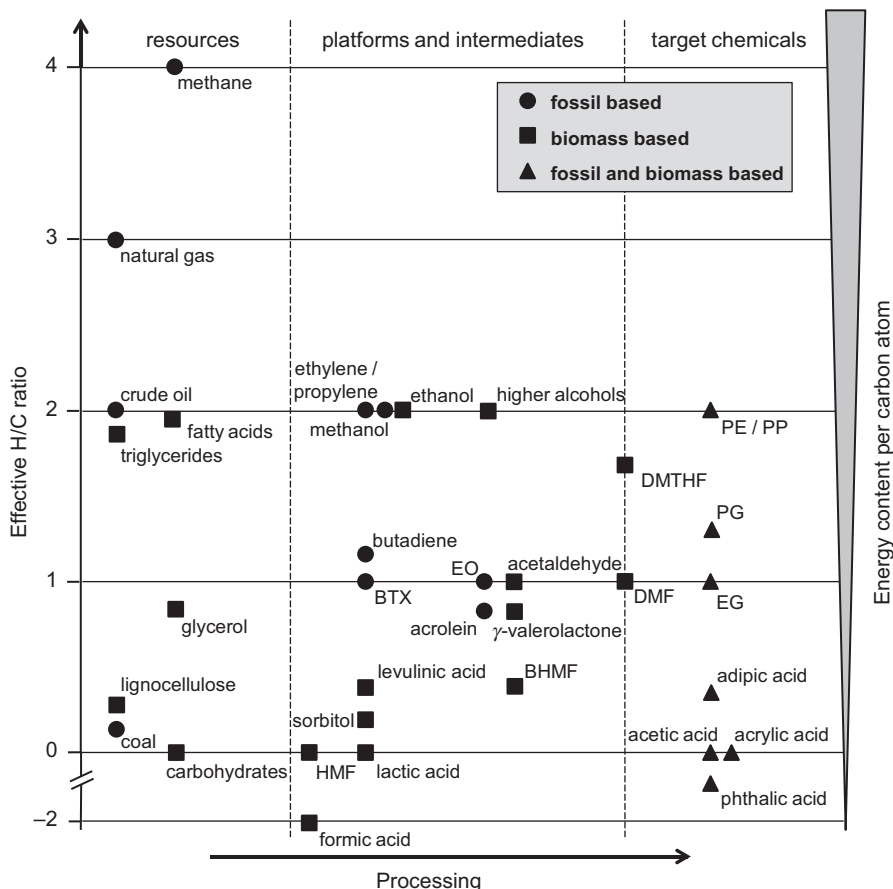 resources
platforms and intermediates
target chemicals
4
methane
fossil based
biomass based
fossil and biomass based
3
natural gas
ethylene /
propylene
crude oil
ethanol
higher alcohols
2
fatty acids
methanol
PE / PP
triglycerides
DMTHF
PG
butadiene
EO
acetaldehyde
1
BTX
DMF
EG
glycerol
acrolein
γ-valerolactone
levulinic acid
BHMF
adipic acid
lignocellulose
sorbitol
coal
acetic acid
acrylic acid
0
carbohydrates
HMF
lactic acid
phthalic acid
–2
formic acid
Processing
Effective H/C ratio
Energy content per carbon atom